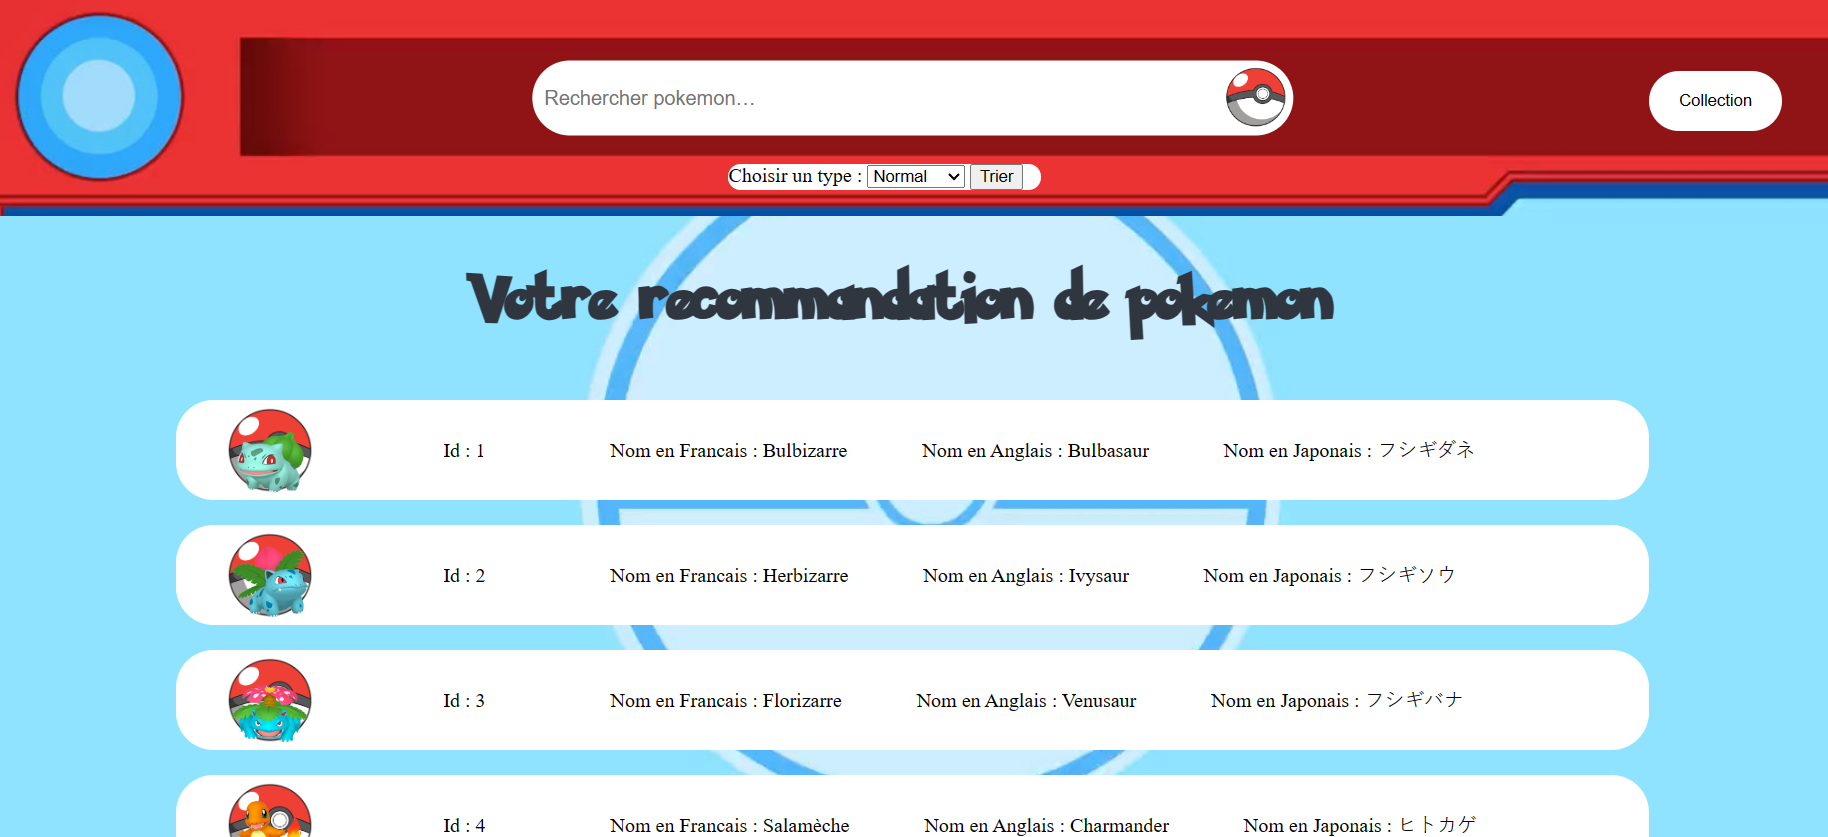 Rechercher pokemon...
Collection
Choisir un type : Normal Trier
Votre recommandation de pokemon
Id : 1 Nom en Francais : Bulbizarre Nom en Anglais : Bulbasaur Nom en Japonais : フシギダネ
Id : 2 Nom en Francais : Herbizarre Nom en Anglais : Ivysaur Nom en Japonais : フシギソウ
Id : 3 Nom en Francais : Florizarre Nom en Anglais : Venusaur Nom en Japonais : フシギバナ
Id : 4 Nom en Francais : Salamèche Nom en Anglais : Charmander Nom en Japonais : ヒトカゲ